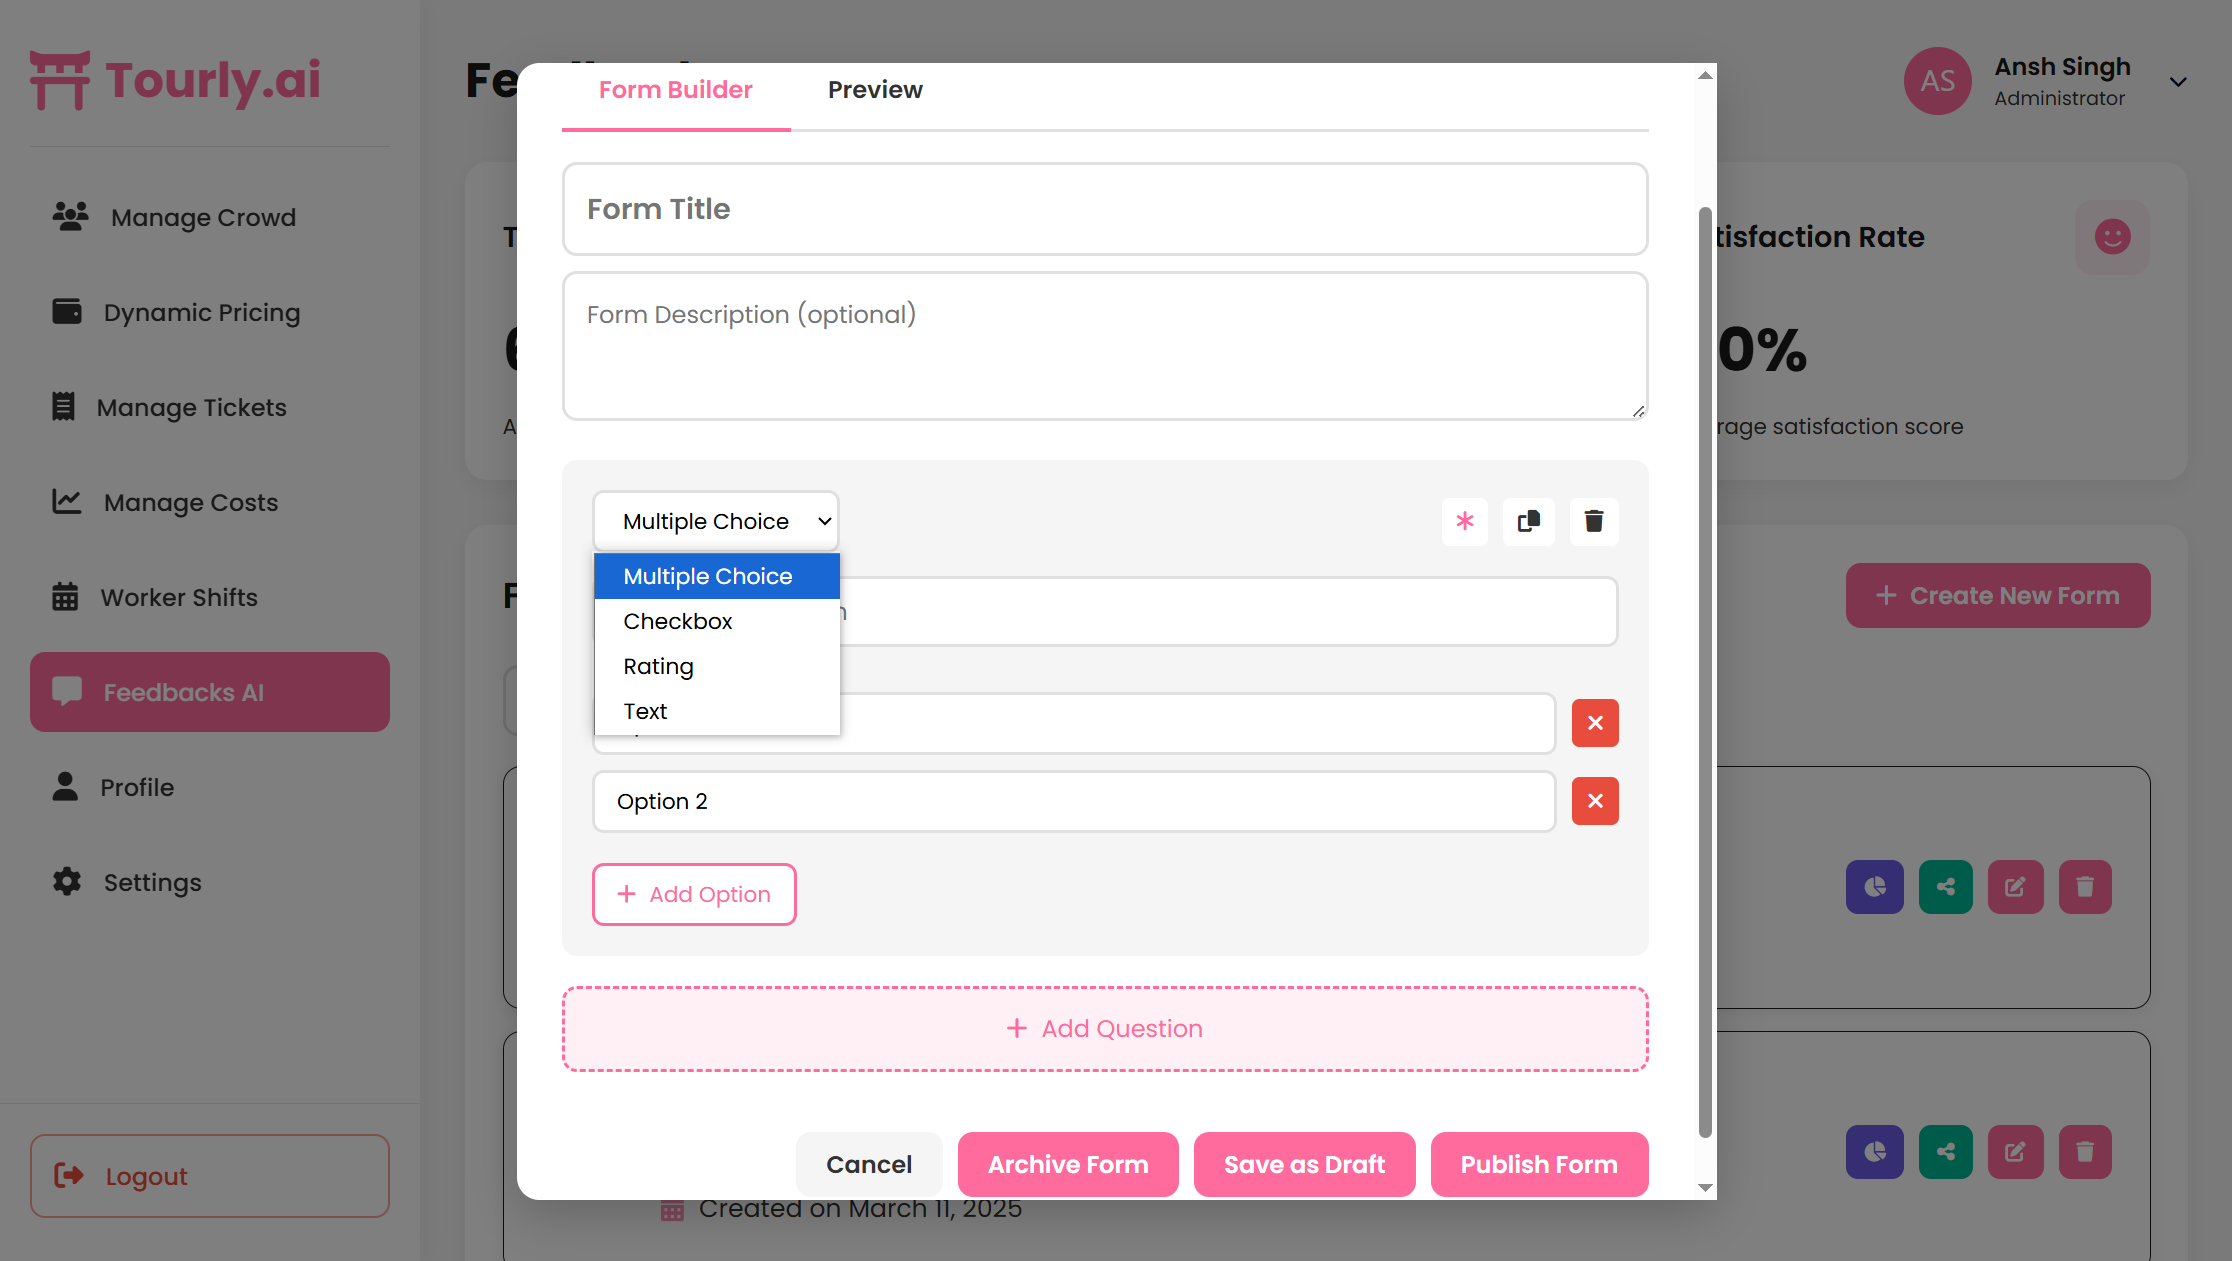 Tourly.ai
Manage Crowd
Dynamic Pricing
Manage Tickets
Manage Costs
Worker Shifts
Feedbacks AI
Profile
Settings
Logout
AS
Ansh Singh
Administrator
tisfaction Rate
0%
rage satisfaction score
Create New Form
Form Builder
Preview
Form Title
Form Description (optional)
Multiple Choice
Multiple Choice
Checkbox
Rating
Text
Option 2
Add Option
Add Question
Cancel
Archive Form
Save as Draft
Publish Form
Created on March 11, 2025